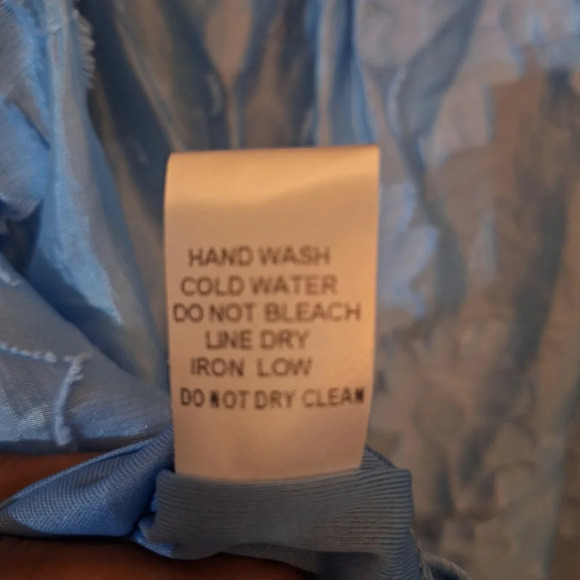 HAND WASH
COLD WATER
DO NOT BLEACH
LINE DRY
IRON LOW
DO NOT DRY CLEAN